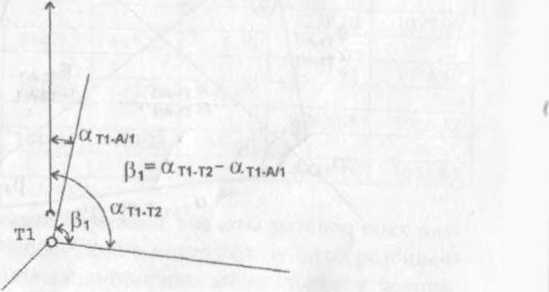 α T1-A/1
β₁ = α T1-T2 − α T1-A/1
α T1-T2
β₁
T1